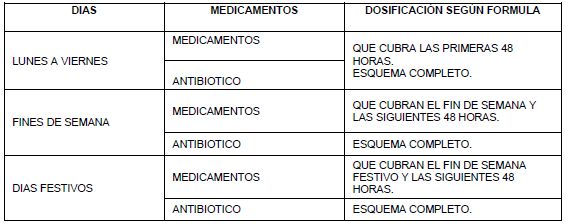 DIAS MEDICAMENTOS DOSIFICACIÓN SEGÚN FORMULA
LUNES A VIERNES
MEDICAMENTOS
ANTIBIOTICO
QUE CUBRA LAS PRIMERAS 48
HORAS.
ESQUEMA COMPLETO.
FINES DE SEMANA
MEDICAMENTOS
QUE CUBRAN EL FIN DE SEMANA Y
LAS SIGUIENTES 48 HORAS.
ANTIBIOTICO
ESQUEMA COMPLETO.
DIAS FESTIVOS
MEDICAMENTOS
QUE CUBRAN EL FIN DE SEMANA
FESTIVO Y LAS SIGUIENTES 48
HORAS.
ANTIBIOTICO
ESQUEMA COMPLETO.